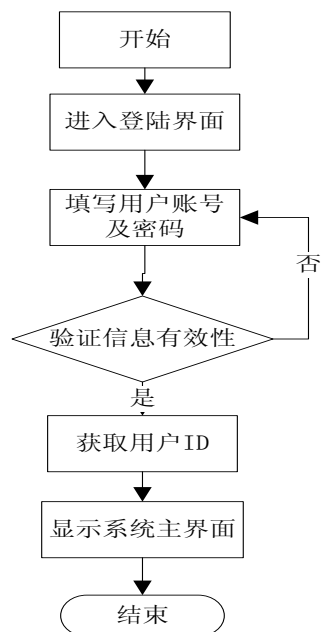 开始
进入登陆界面
填写用户账号
及密码
否
验证信息有效性
是
获取用户ID
显示系统主界面
结束